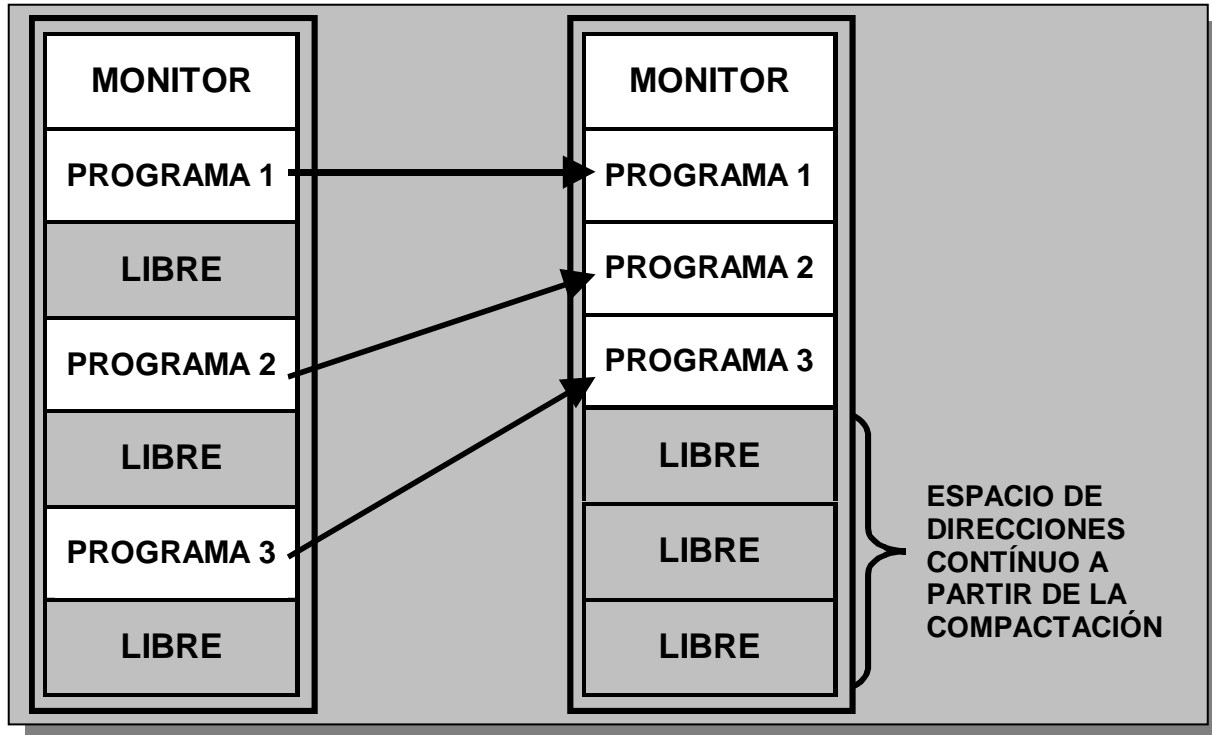 MONITOR
PROGRAMA 1
LIBRE
PROGRAMA 2
LIBRE
PROGRAMA 3
LIBRE
MONITOR
PROGRAMA 1
PROGRAMA 2
PROGRAMA 3
LIBRE
LIBRE
LIBRE
ESPACIO DE
DIRECCIONES
CONTÍNUO A
PARTIR DE LA
COMPACTACIÓN